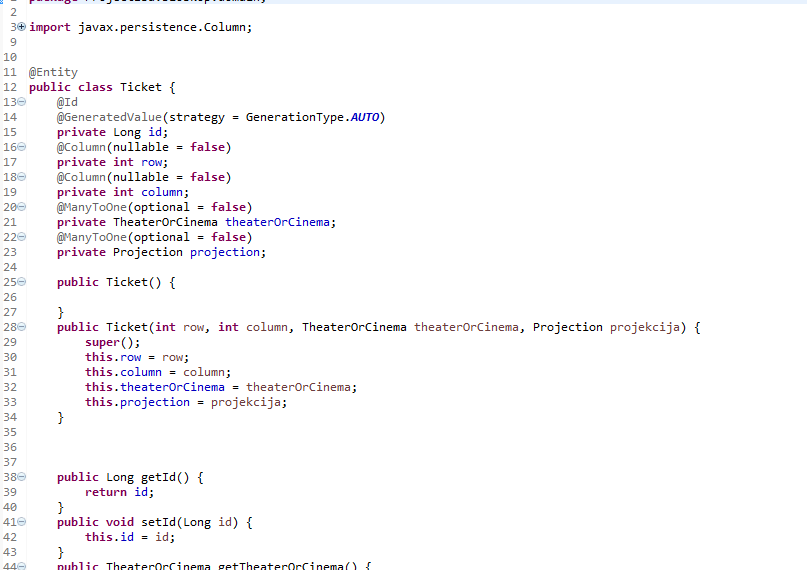 2
3 import javax.persistence.Column;
9
10
11 @Entity
12 public class Ticket {
13 @Id
14 @GeneratedValue(strategy = GenerationType.AUTO)
15 private Long id;
16 @Column(nullable = false)
17 private int row;
18 @Column(nullable = false)
19 private int column;
20 @ManyToOne(optional = false)
21 private TheaterOrCinema theaterOrCinema;
22 @ManyToOne(optional = false)
23 private Projection projection;
24
25 public Ticket() {
26
27 }
28 public Ticket(int row, int column, TheaterOrCinema theaterOrCinema, Projection projekcija) {
29 super();
30 this.row = row;
31 this.column = column;
32 this.theaterOrCinema = theaterOrCinema;
33 this.projection = projekcija;
34 }
35
36
37
38 public Long getId() {
39 return id;
40 }
41 public void setId(Long id) {
42 this.id = id;
43 }
44 public TheaterOrCinema getTheaterOrCinema() {